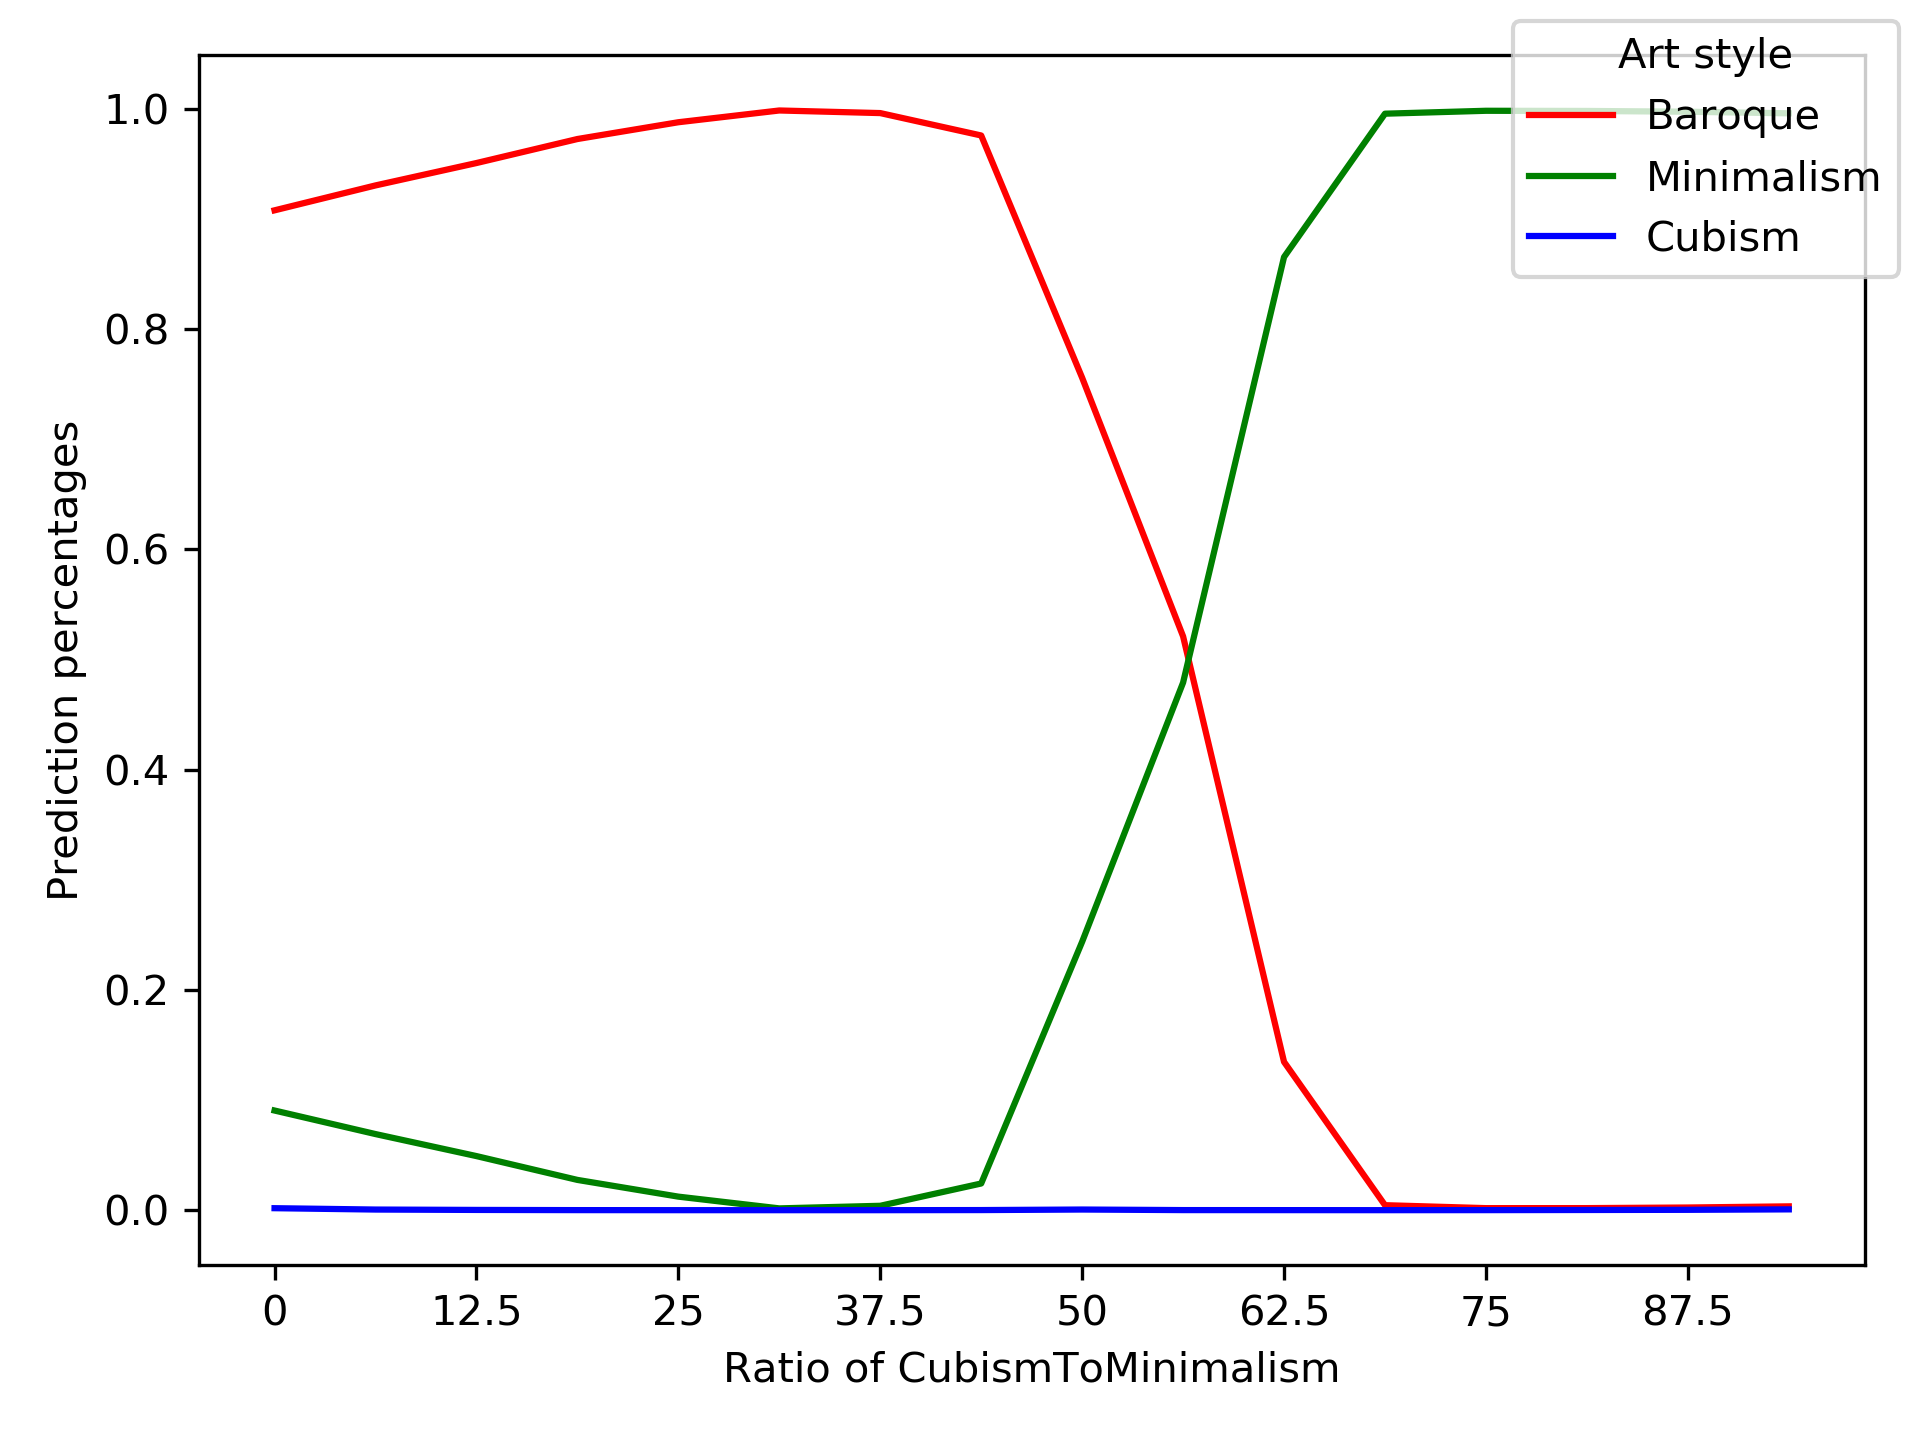 Art style
Baroque
Minimalism
Cubism
1.0
0.8
0.6
0.4
0.2
0.0
Prediction percentages
0 12.5 25 37.5 50 62.5 75 87.5
Ratio of CubismToMinimalism